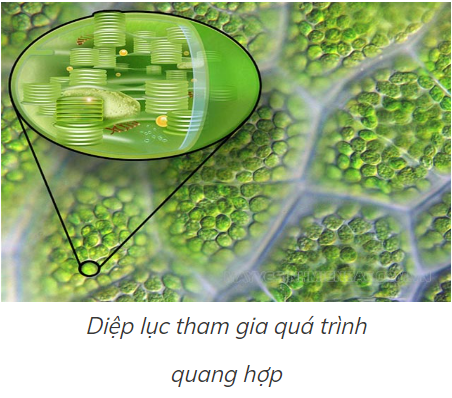 Diệp lục tham gia quá trình
quang hợp